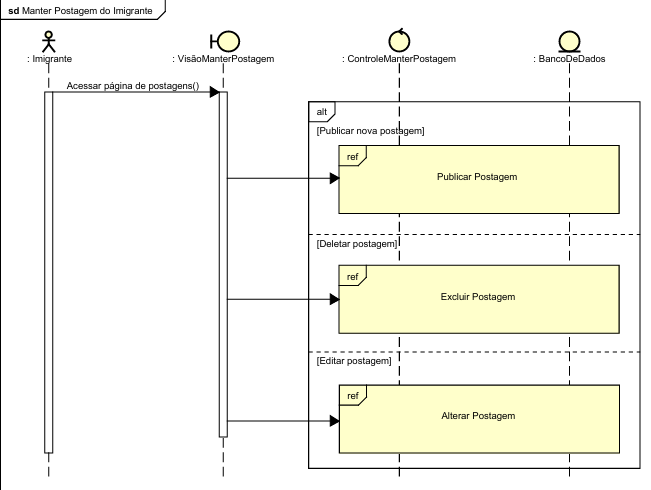 sd Manter Postagem do Imigrante
: Imigrante
: VisãoManterPostagem
: ControleManterPostagem
: BancoDeDados
Acessar página de postagens()
alt
[Publicar nova postagem]
ref
Publicar Postagem
[Deletar postagem]
ref
Excluir Postagem
[Editar postagem]
ref
Alterar Postagem